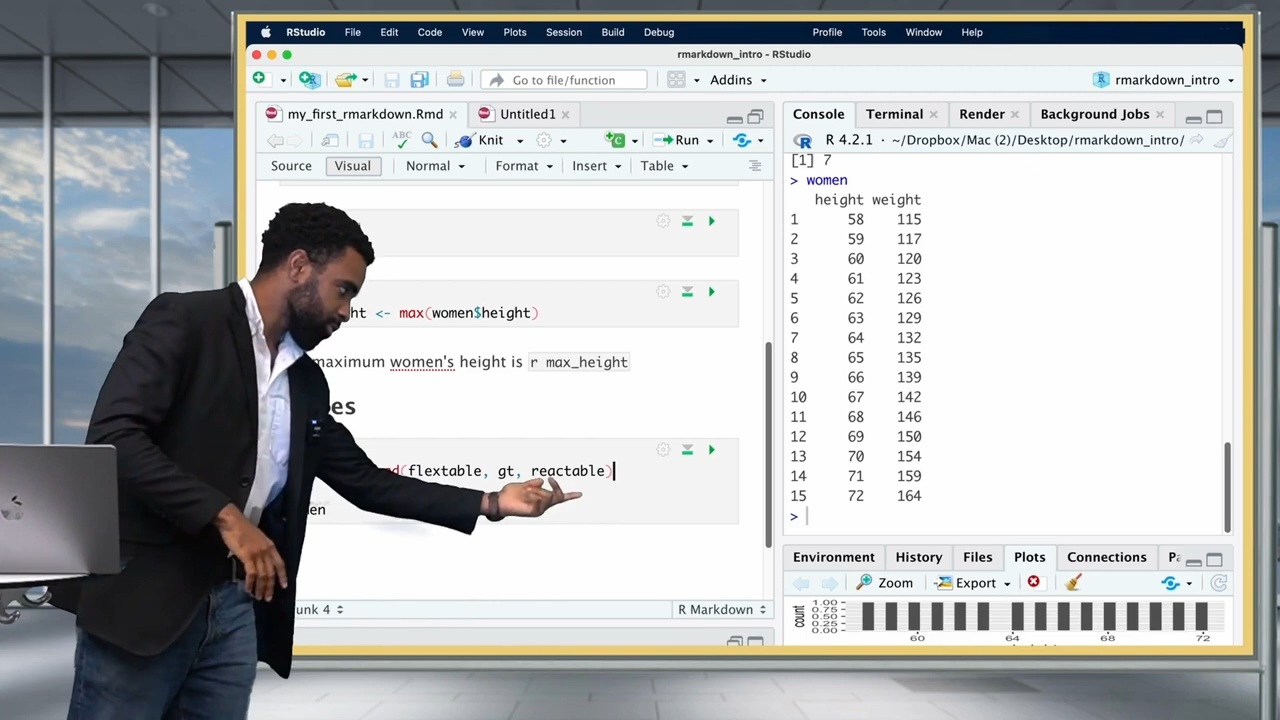 RStudio File Edit Code View Plots Session Build Debug Profile Tools Window Help
rmarkdown_intro - RStudio
Go to file/function Addins rmarkdown_intro
my_first_rmarkdown.Rmd Untitled1
ABC Knit Run
Source Visual Normal Format Insert Table
ht <- max(women$height)
maximum women's height is r max_height
es
d(flextable, gt, reactable)
en
unk 4 R Markdown
Console Terminal Render Background Jobs
R 4.2.1 · ~/Dropbox/Mac (2)/Desktop/rmarkdown_intro/
[1] 7
> women
height weight
1 58 115
2 59 117
3 60 120
4 61 123
5 62 126
6 63 129
7 64 132
8 65 135
9 66 139
10 67 142
11 68 146
12 69 150
13 70 154
14 71 159
15 72 164
>
Environment History Files Plots Connections
Zoom Export
count
1.00
0.75
0.50
0.25
0.00
60 64 68 72